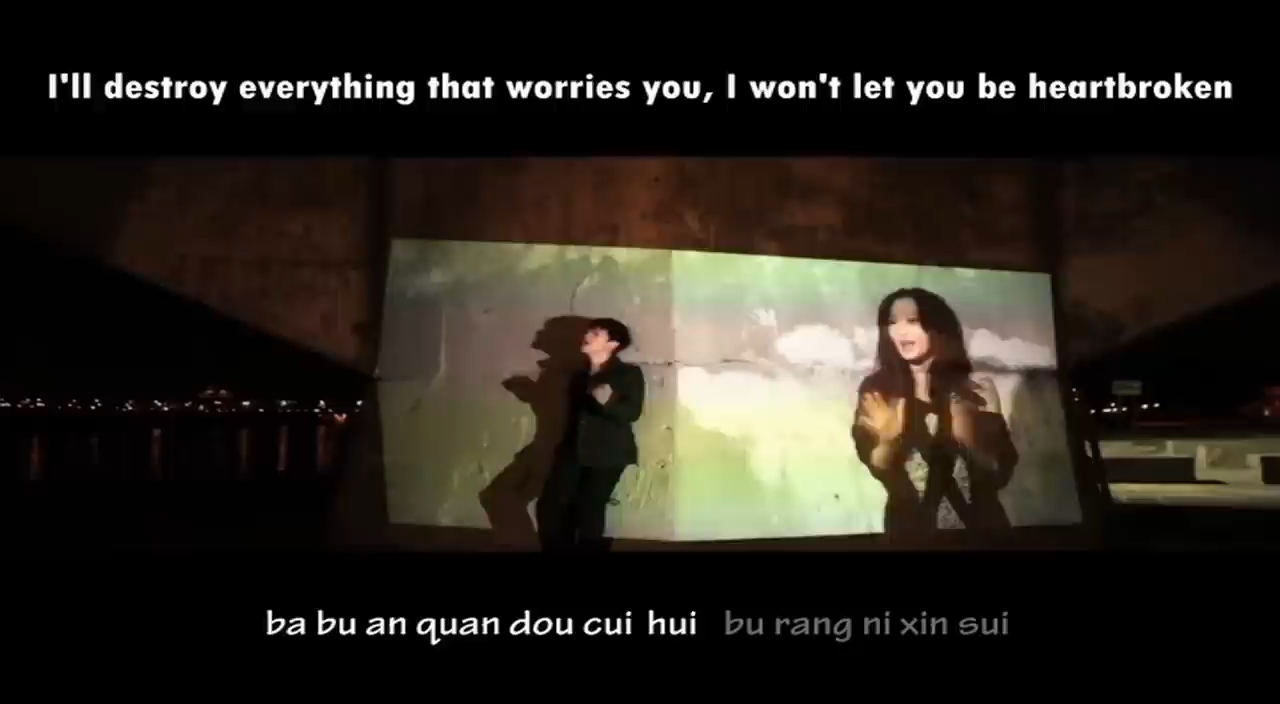 I'll destroy everything that worries you, I won't let you be heartbroken
ba bu an quan dou cui hui bu rang ni xin sui